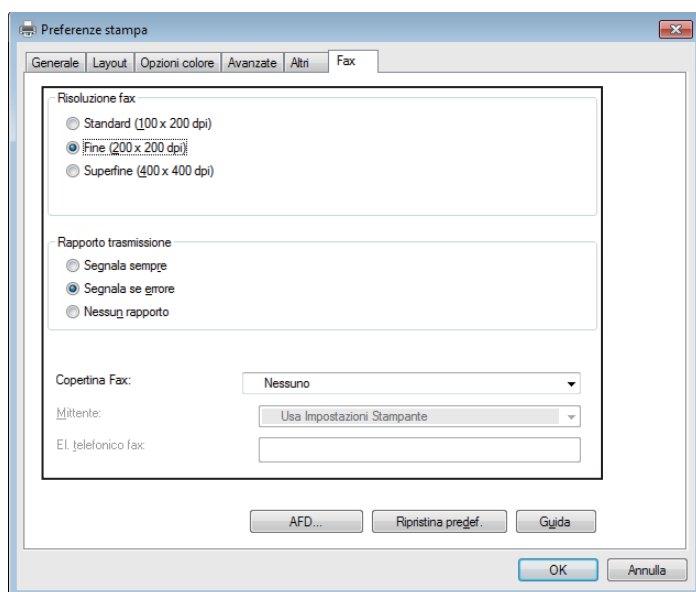 Preferenze stampa
Generale Layout Opzioni colore Avanzate Altri Fax
Risoluzione fax
Standard (100 x 200 dpi)
Fine (200 x 200 dpi)
Superfine (400 x 400 dpi)
Rapporto trasmissione
Segnala sempre
Segnala se errore
Nessun rapporto
Copertina Fax: Nessuno
Mittente: Usa Impostazioni Stampante
El. telefonico fax:
AFD... Ripristina predef. Guida
OK Annulla